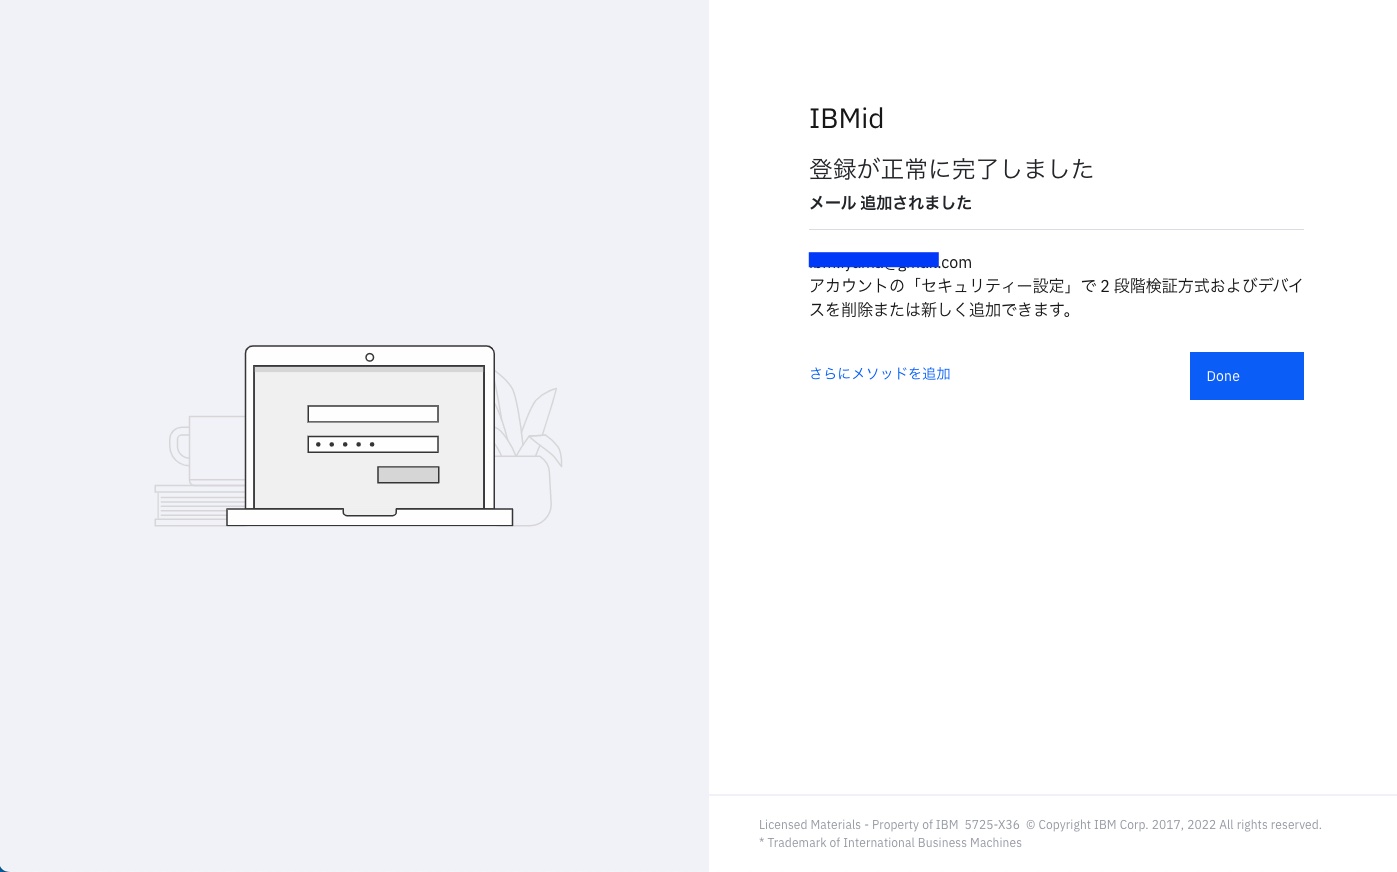 IBMid
登録が正常に完了しました
メール 追加されました
.com
アカウントの「セキュリティー設定」で 2 段階検証方式およびデバイ
スを削除または新しく追加できます。
さらにメソッドを追加
Done
Licensed Materials - Property of IBM 5725-X36 © Copyright IBM Corp. 2017, 2022 All rights reserved.
* Trademark of International Business Machines